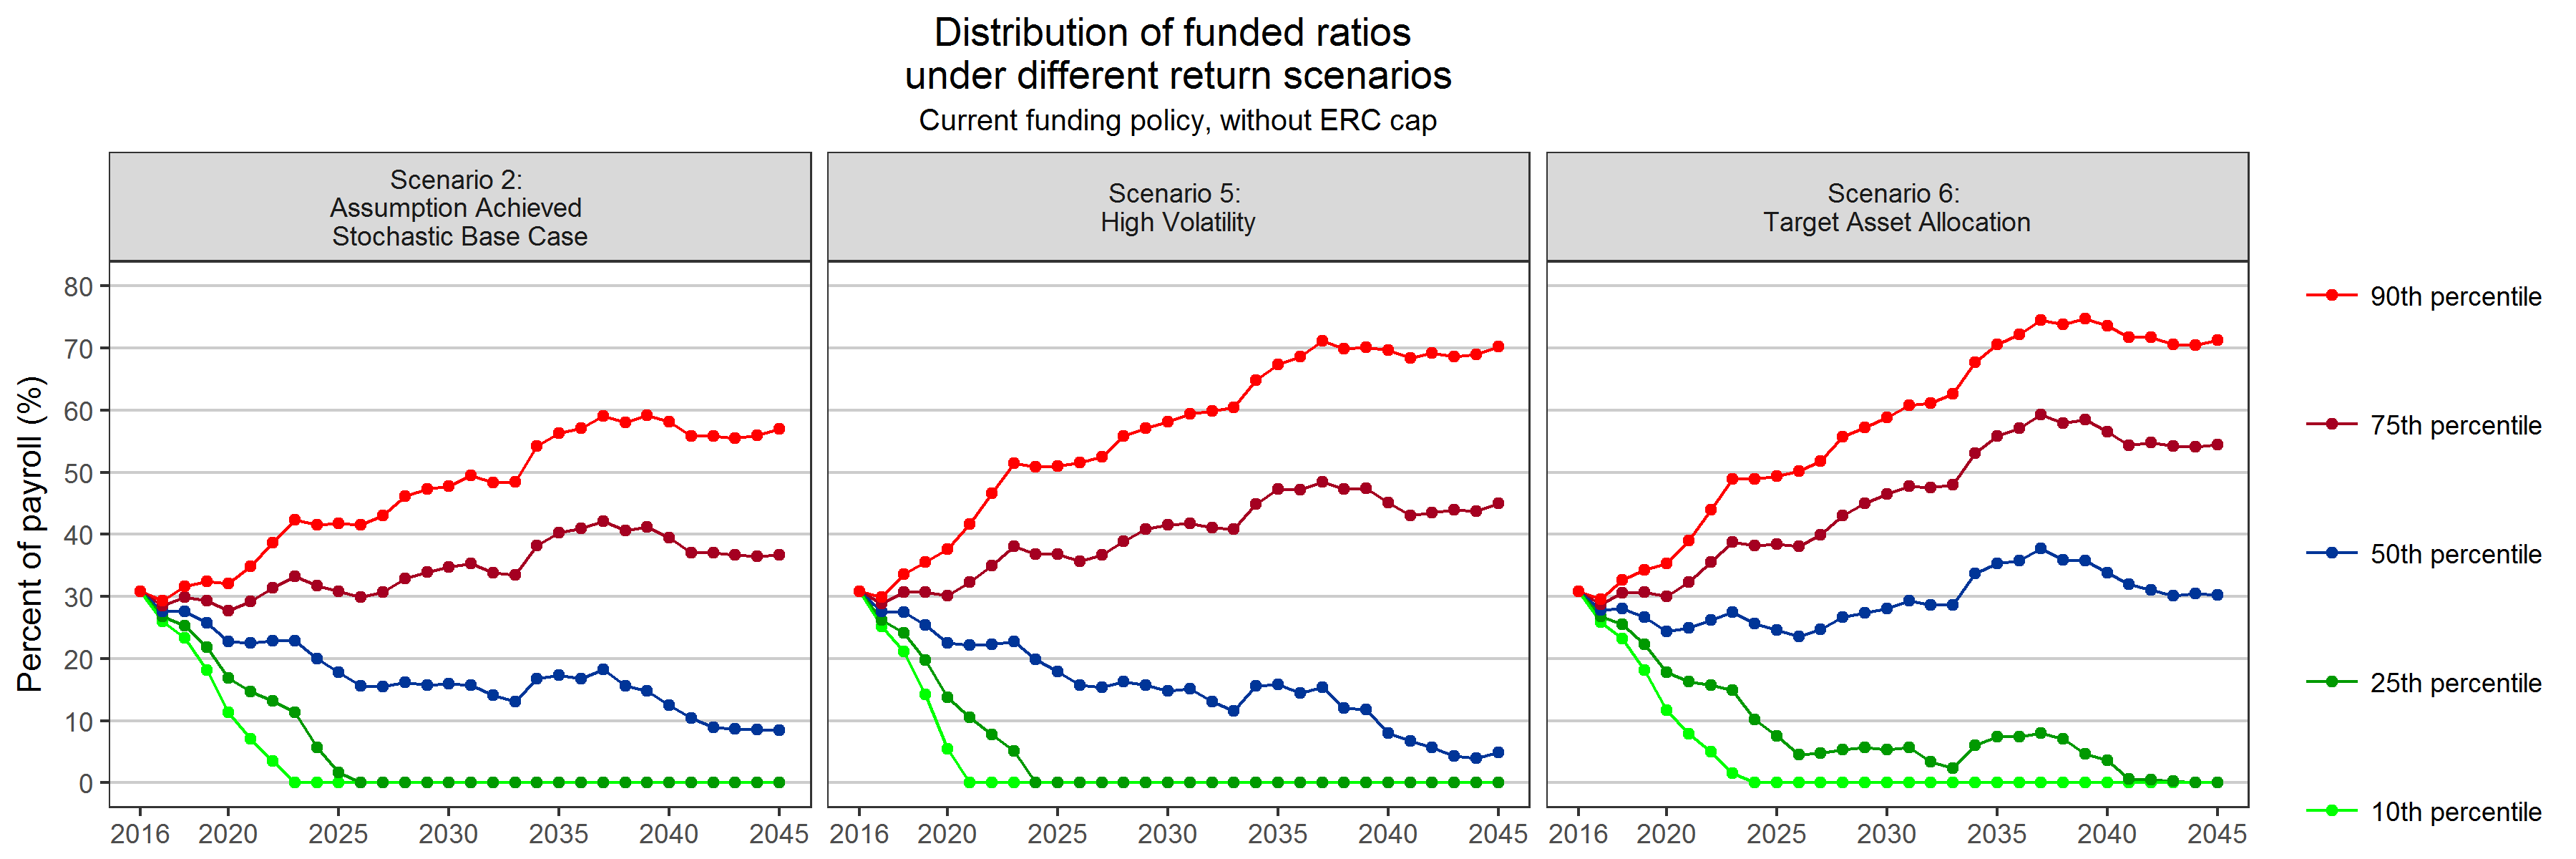 Distribution of funded ratios
under different return scenarios
Current funding policy, without ERC cap
Scenario 2:
Assumption Achieved
Stochastic Base Case
Scenario 5:
High Volatility
Scenario 6:
Target Asset Allocation
Percent of payroll (%)
80
70
60
50
40
30
20
10
0
2016 2020 2025 2030 2035 2040 2045
2016 2020 2025 2030 2035 2040 2045
2016 2020 2025 2030 2035 2040 2045
90th percentile
75th percentile
50th percentile
25th percentile
10th percentile